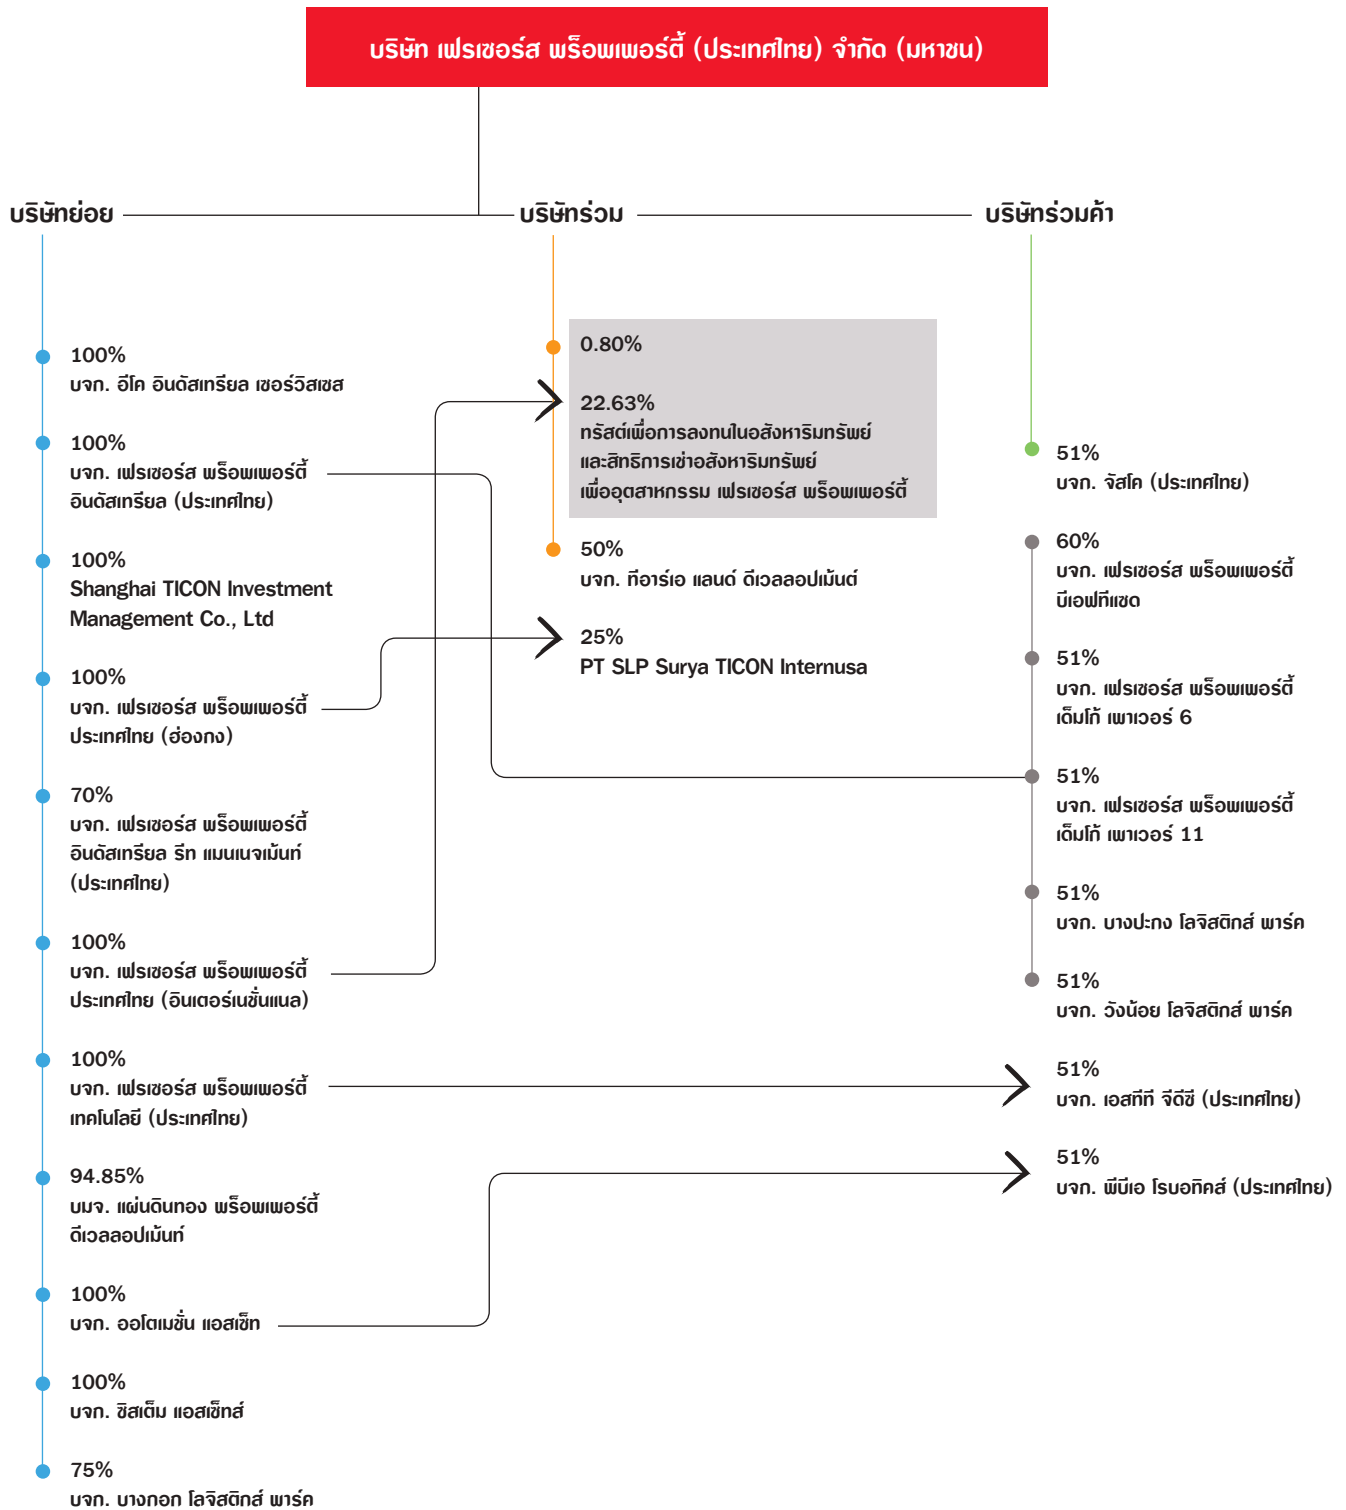 บริษัท เฟรเซอร์ส พร็อพเพอร์ตี้ (ประเทศไทย) จำกัด (มหาชน)
บริษัทย่อย
100%
บจก. อีโค อินดัสเทรียล เซอร์วิสเซส
100%
บจก. เฟรเซอร์ส พร็อพเพอร์ตี้
อินดัสเทรียล (ประเทศไทย)
100%
Shanghai TICON Investment
Management Co., Ltd
100%
บจก. เฟรเซอร์ส พร็อพเพอร์ตี้
ประเทศไทย (ฮ่องกง)
70%
บจก. เฟรเซอร์ส พร็อพเพอร์ตี้
อินดัสเทรียล รีท แมนเนจเม้นท์
(ประเทศไทย)
100%
บจก. เฟรเซอร์ส พร็อพเพอร์ตี้
ประเทศไทย (อินเตอร์เนชั่นแนล)
100%
บจก. เฟรเซอร์ส พร็อพเพอร์ตี้
เทคโนโลยี (ประเทศไทย)
94.85%
บมจ. แผ่นดินทอง พร็อพเพอร์ตี้
ดีเวลลอปเม้นท์
100%
บจก. ออโตเมชั่น แอสเซ็ท
100%
บจก. ซิสเต็ม แอสเซ็ทส์
75%
บจก. บางกอก โลจิสติกส์ พาร์ค
บริษัทร่วม
0.80%
22.63%
ทรัสต์เพื่อการลงทุนในอสังหาริมทรัพย์
และสิทธิการเช่าอสังหาริมทรัพย์
เพื่ออุตสาหกรรม เฟรเซอร์ส พร็อพเพอร์ตี้
50%
บจก. ทีอาร์เอ แลนด์ ดีเวลลอปเม้นต์
25%
PT SLP Surya TICON Internusa
บริษัทร่วมค้า
51%
บจก. จัสโค (ประเทศไทย)
60%
บจก. เฟรเซอร์ส พร็อพเพอร์ตี้
บีเอฟทีแซด
51%
บจก. เฟรเซอร์ส พร็อพเพอร์ตี้
เด็มโก้ เพาเวอร์ 6
51%
บจก. เฟรเซอร์ส พร็อพเพอร์ตี้
เด็มโก้ เพาเวอร์ 11
51%
บจก. บางปะกง โลจิสติกส์ พาร์ค
51%
บจก. วังน้อย โลจิสติกส์ พาร์ค
51%
บจก. เอสทีที จีดีซี (ประเทศไทย)
51%
บจก. พีบีเอ โรบอทิคส์ (ประเทศไทย)